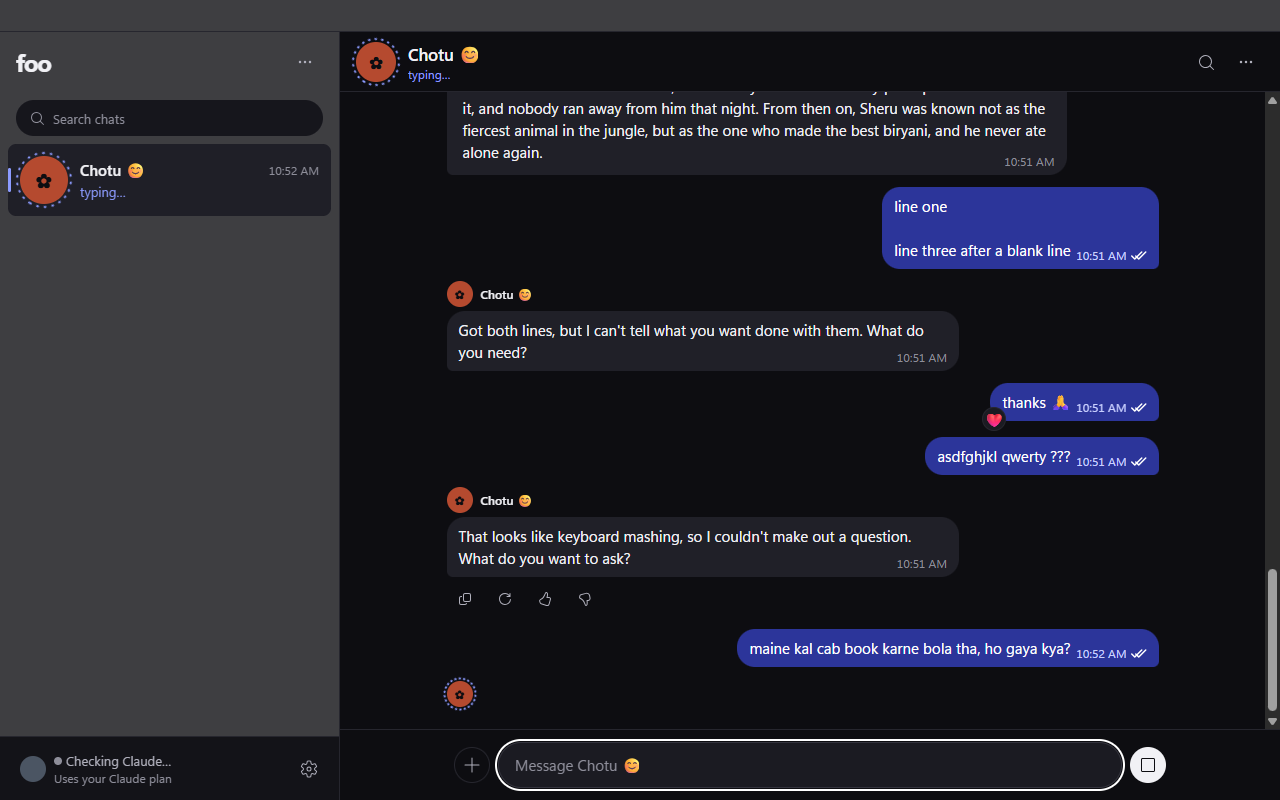 foo
Search chats
Chotu 😊
10:52 AM
typing...
Checking Claude...
Uses your Claude plan
Chotu 😊
typing...
it, and nobody ran away from him that night. From then on, Sheru was known not as the
fiercest animal in the jungle, but as the one who made the best biryani, and he never ate
alone again.
10:51 AM
line one
line three after a blank line 10:51 AM
Chotu 😊
Got both lines, but I can't tell what you want done with them. What do
you need?
10:51 AM
thanks 🙏 10:51 AM
asdfghjkl qwerty ??? 10:51 AM
Chotu 😊
That looks like keyboard mashing, so I couldn't make out a question.
What do you want to ask?
10:51 AM
maine kal cab book karne bola tha, ho gaya kya? 10:52 AM
Message Chotu 😊